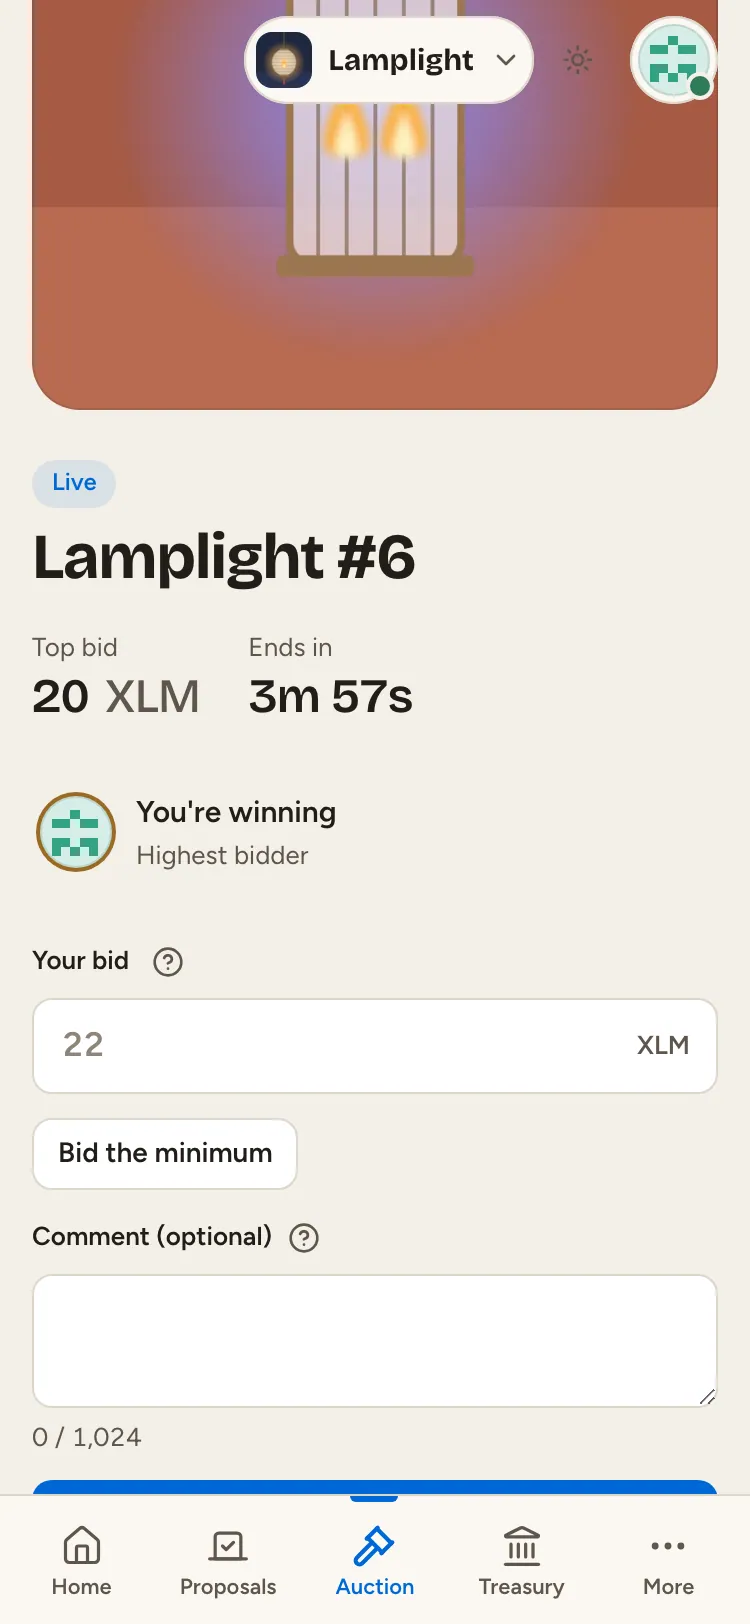 Lamplight
Live
Lamplight #6
Top bid
Ends in
20 XLM
3m 57s
You're winning
Highest bidder
Your bid
22
XLM
Bid the minimum
Comment (optional)
0 / 1,024
Home
Proposals
Auction
Treasury
More